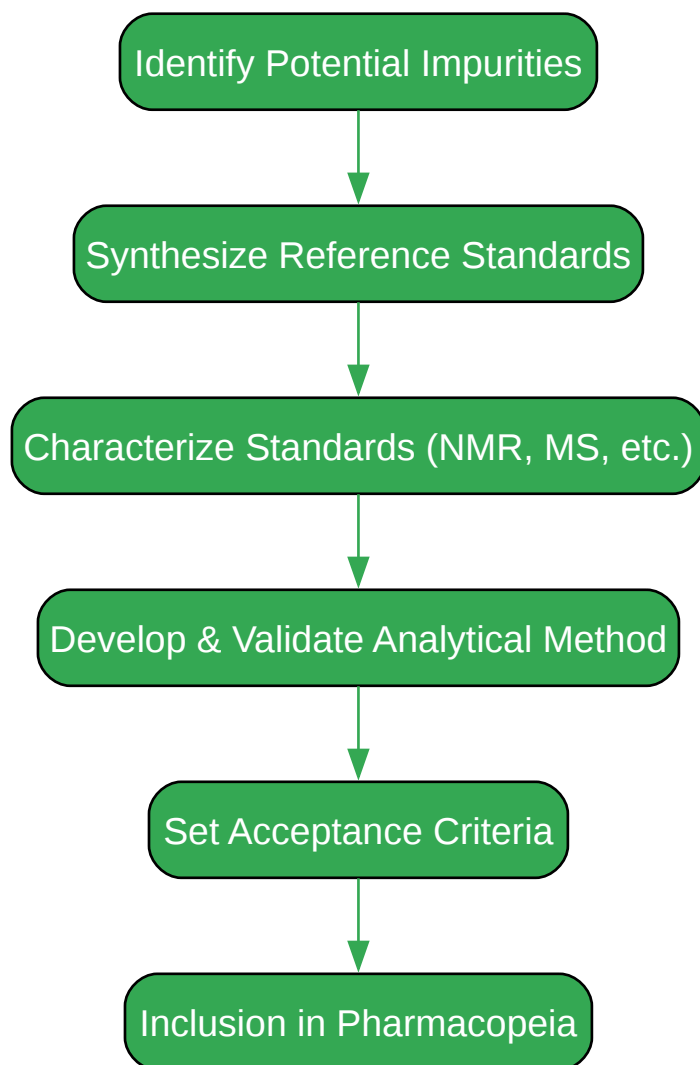 Identify Potential Impurities
Synthesize Reference Standards
Characterize Standards (NMR, MS, etc.)
Develop & Validate Analytical Method
Set Acceptance Criteria
Inclusion in Pharmacopeia